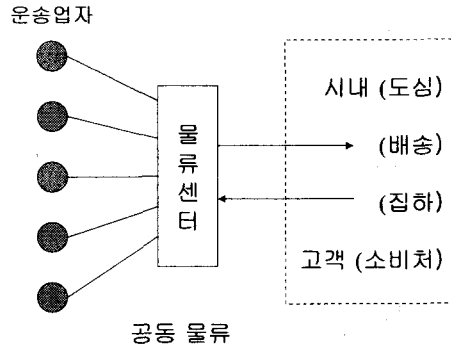 운송업자
물류센터
시내 (도심)
(배송)
(집하)
고객 (소비처)
공동 물류